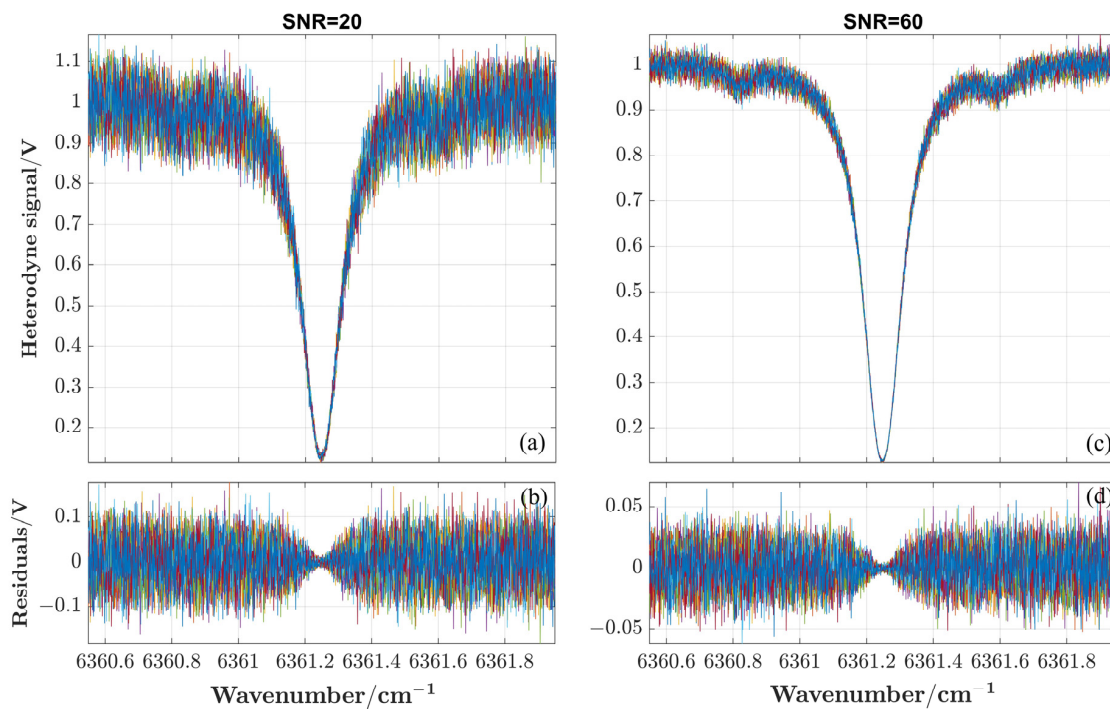 SNR=20
SNR=60
Heterodyne signal/V
1.1
1
0.9
0.8
0.7
0.6
0.5
0.4
0.3
0.2
(a)
1
0.9
0.8
0.7
0.6
0.5
0.4
0.3
0.2
(c)
Residuals/V
0.1
0
−0.1
(b)
0.05
0
−0.05
(d)
6360.6 6360.8 6361 6361.2 6361.4 6361.6 6361.8
6360.6 6360.8 6361 6361.2 6361.4 6361.6 6361.8
Wavenumber/cm⁻¹
Wavenumber/cm⁻¹